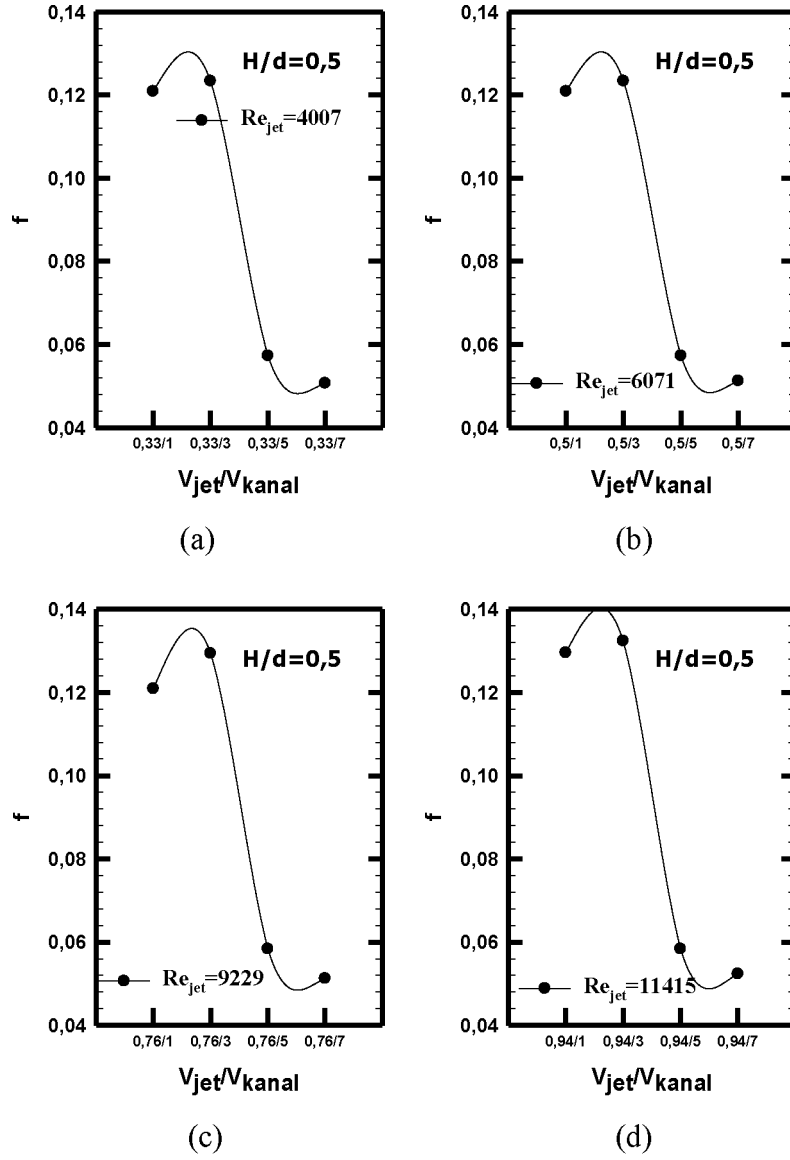 0,14
0,12
0,10
0,08
0,06
0,04
f
H/d=0,5
Re_jet=4007
0,33/1 0,33/3 0,33/5 0,33/7
V_jet/V_kanal
(a)
0,14
0,12
0,10
0,08
0,06
0,04
f
H/d=0,5
Re_jet=6071
0,5/1 0,5/3 0,5/5 0,5/7
V_jet/V_kanal
(b)
0,14
0,12
0,10
0,08
0,06
0,04
f
H/d=0,5
Re_jet=9229
0,76/1 0,76/3 0,76/5 0,76/7
V_jet/V_kanal
(c)
0,14
0,12
0,10
0,08
0,06
0,04
f
H/d=0,5
Re_jet=11415
0,94/1 0,94/3 0,94/5 0,94/7
V_jet/V_kanal
(d)